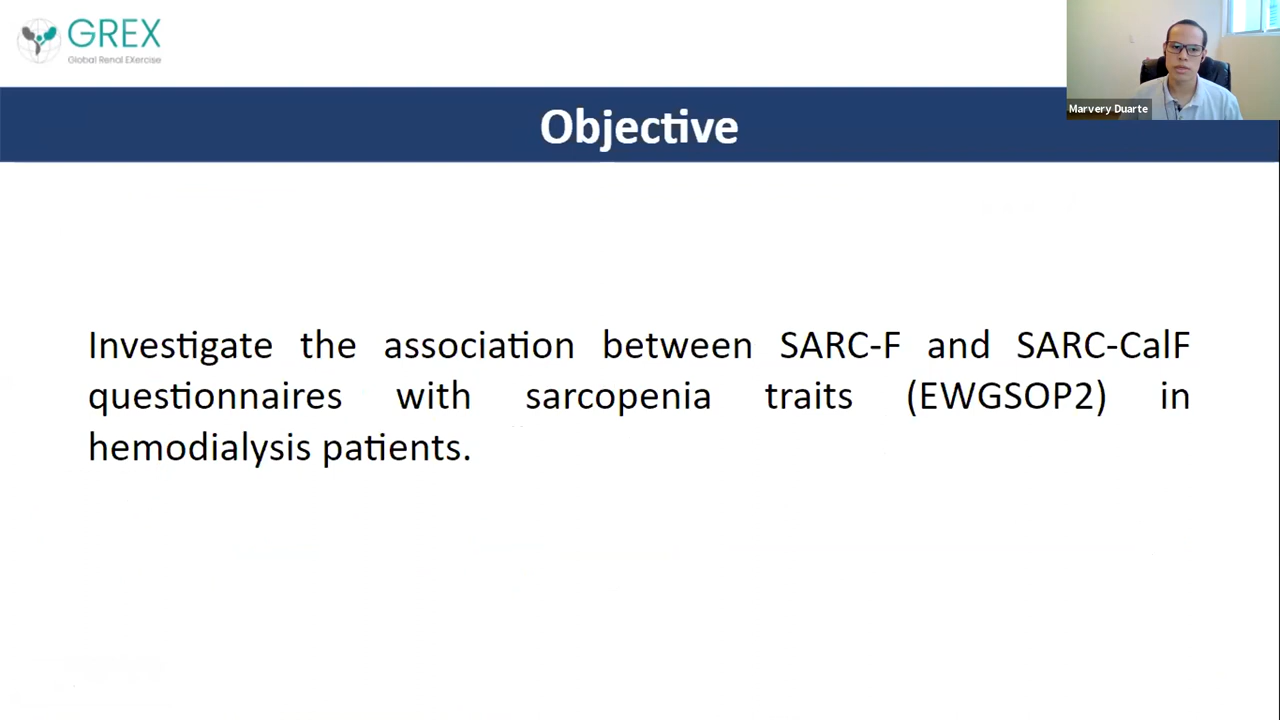 GREX
Global Renal EXercise
Marvery Duarte
Objective
Investigate the association between SARC-F and SARC-CalF
questionnaires with sarcopenia traits (EWGSOP2) in
hemodialysis patients.